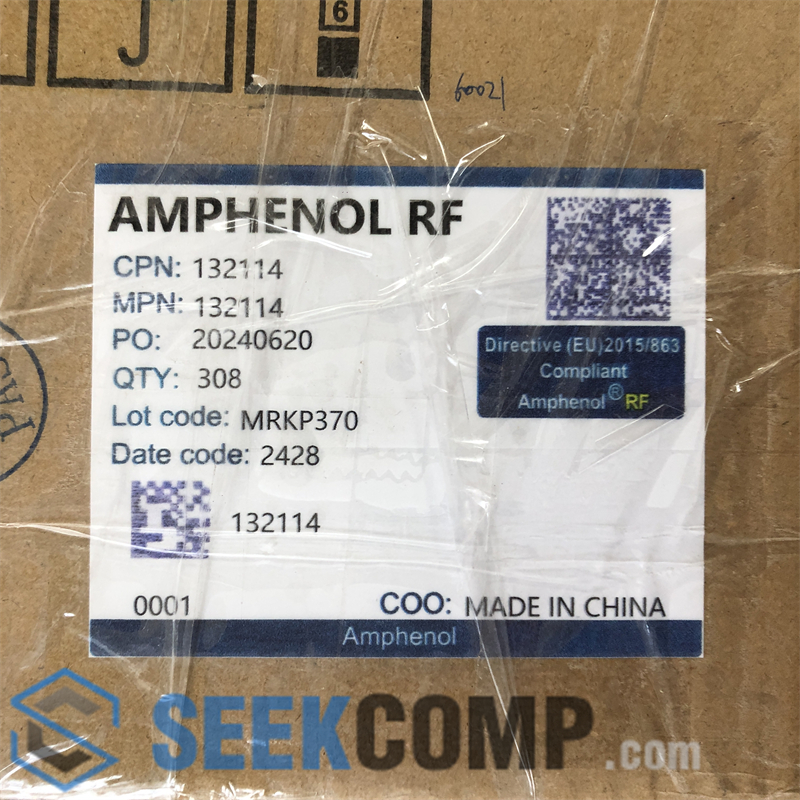 J
6
60021
AMPHENOL RF
CPN: 132114
MPN: 132114
PO: 20240620
QTY: 308
Lot code: MRKP370
Date code: 2428
Directive (EU)2015/863
Compliant
Amphenol® RF
132114
0001
COO: MADE IN CHINA
Amphenol
PAS
SEEKCOMP.com